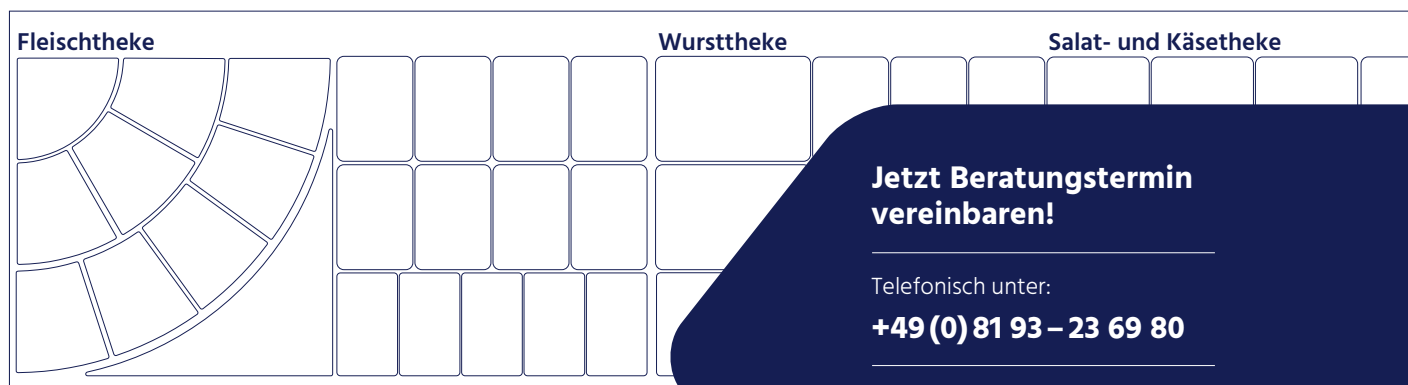 Fleischtheke
Wursttheke
Salat- und Käsetheke
Jetzt Beratungstermin
vereinbaren!
Telefonisch unter:
+49 (0) 81 93 – 23 69 80